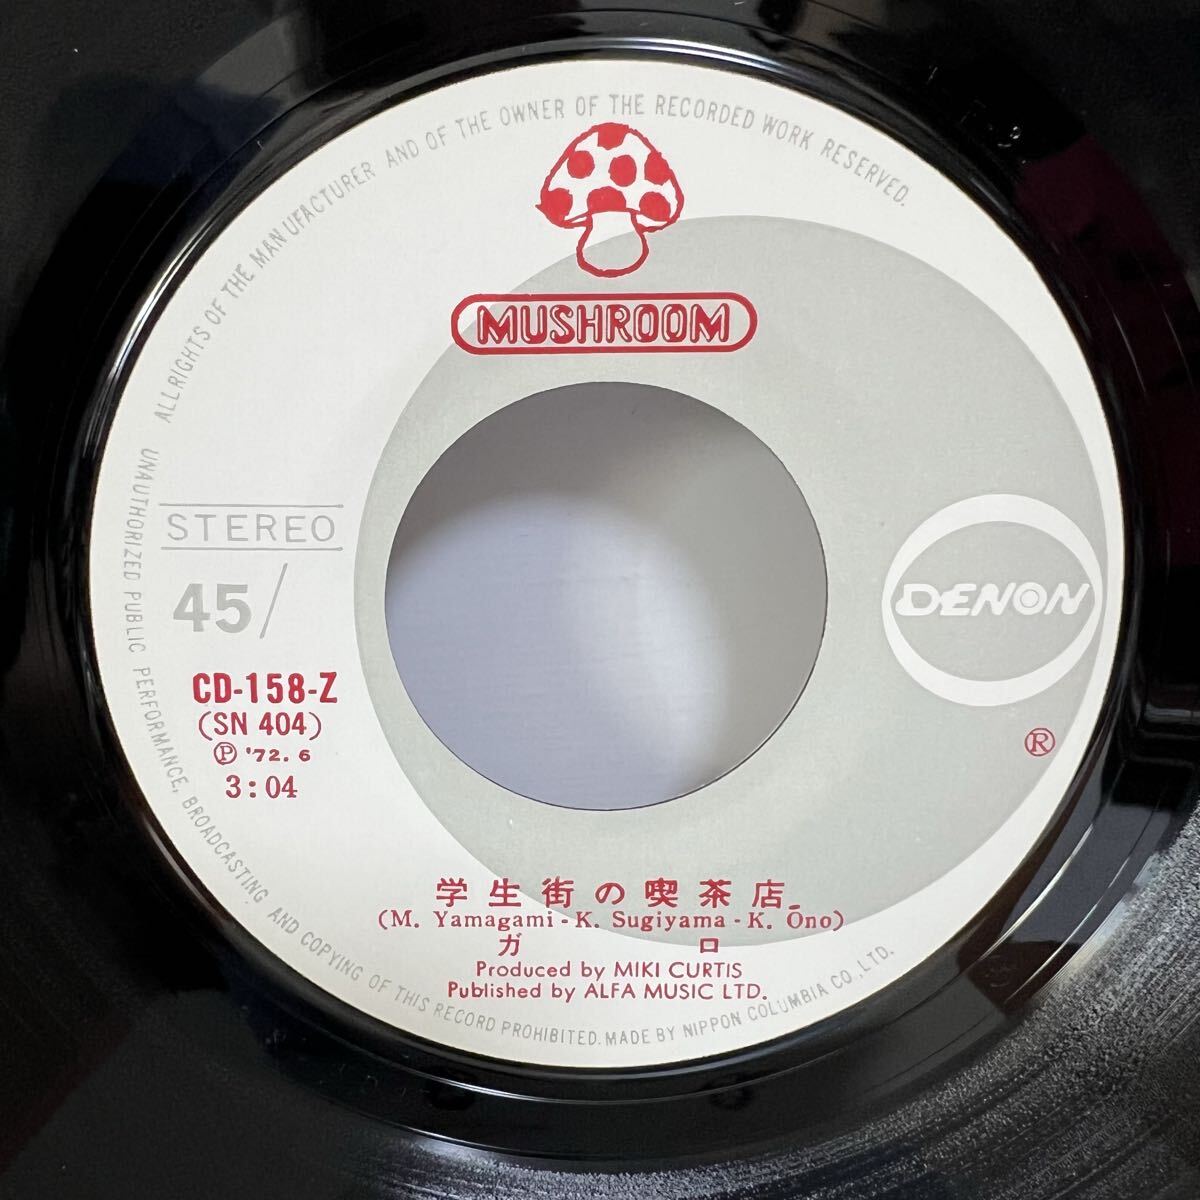 ALL RIGHTS OF THE MANUFACTURER AND OF THE OWNER OF THE RECORDED WORK RESERVED.
MUSHROOM
STEREO
45/
DENON
CD-158-Z
(SN 404)
Ⓟ '72. 6
3:04
®
学生街の喫茶店
(M. Yamagami - K. Sugiyama - K. Ōno)
ガロ
Produced by MIKI CURTIS
Published by ALFA MUSIC LTD.
UNAUTHORIZED PUBLIC PERFORMANCE, BROADCASTING AND COPYING OF THIS RECORD PROHIBITED. MADE BY NIPPON COLUMBIA CO., LTD.